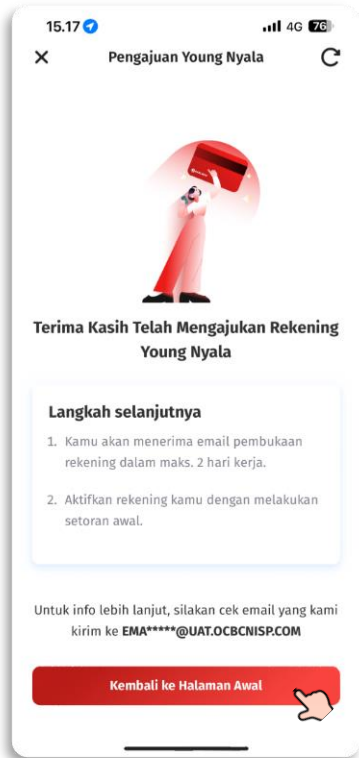 15.17 4G 76
Pengajuan Young Nyala
Terima Kasih Telah Mengajukan Rekening
Young Nyala
Langkah selanjutnya
1. Kamu akan menerima email pembukaan
rekening dalam maks. 2 hari kerja.
2. Aktifkan rekening kamu dengan melakukan
setoran awal.
Untuk info lebih lanjut, silakan cek email yang kami
kirim ke EMA*****@UAT.OCBCNISP.COM
Kembali ke Halaman Awal